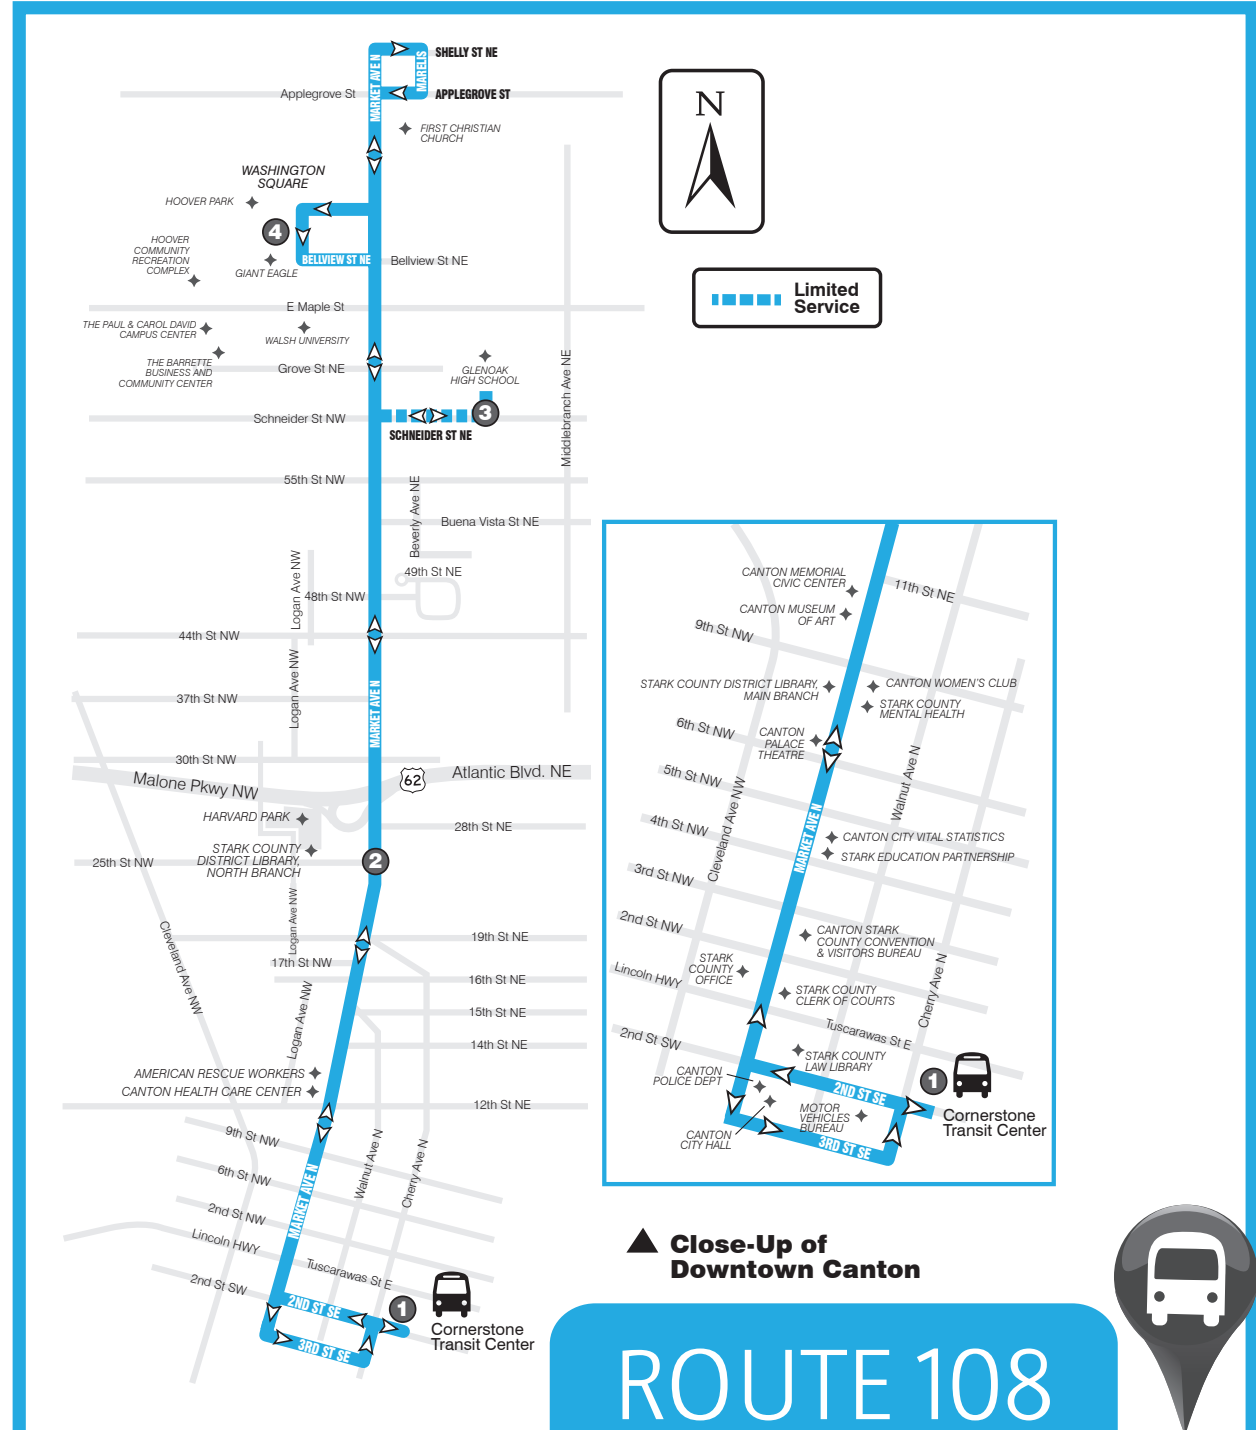 SHELLY ST NE
MARELIS
MARKET AVE N
Applegrove St
APPLEGROVE ST
FIRST CHRISTIAN
CHURCH
N
WASHINGTON
SQUARE
HOOVER PARK
4
HOOVER
COMMUNITY
RECREATION
COMPLEX
GIANT EAGLE
BELLVIEW ST NE
Bellview St NE
Limited
Service
E Maple St
THE PAUL & CAROL DAVID
CAMPUS CENTER
WALSH UNIVERSITY
THE BARRETTE
BUSINESS AND
COMMUNITY CENTER
Grove St NE
GLENOAK
HIGH SCHOOL
Middlebranch Ave NE
3
Schneider St NW
SCHNEIDER ST NE
55th St NW
Beverly Ave NE
Buena Vista St NE
49th St NE
Logan Ave NW
48th St NW
44th St NW
Logan Ave NW
37th St NW
MARKET AVE N
30th St NW
Malone Pkwy NW
62
Atlantic Blvd. NE
HARVARD PARK
28th St NE
STARK COUNTY
DISTRICT LIBRARY,
NORTH BRANCH
25th St NW
2
Cleveland Ave NW
Logan Ave NW
19th St NE
17th St NW
16th St NE
Logan Ave NW
15th St NE
14th St NE
AMERICAN RESCUE WORKERS
CANTON HEALTH CARE CENTER
12th St NE
9th St NW
Walnut Ave N
Cherry Ave N
6th St NW
MARKET AVE N
2nd St NW
Lincoln HWY
Tuscarawas St E
2nd St SW
2ND ST SE
1
3RD ST SE
Cornerstone
Transit Center
CANTON MEMORIAL
CIVIC CENTER
11th St NE
CANTON MUSEUM
OF ART
9th St NW
STARK COUNTY DISTRICT LIBRARY,
MAIN BRANCH
CANTON WOMEN'S CLUB
STARK COUNTY
MENTAL HEALTH
6th St NW
CANTON
PALACE
THEATRE
5th St NW
Cleveland Ave NW
Walnut Ave N
4th St NW
MARKET AVE N
CANTON CITY VITAL STATISTICS
STARK EDUCATION PARTNERSHIP
3rd St NW
2nd St NW
CANTON STARK
COUNTY CONVENTION
& VISITORS BUREAU
STARK
COUNTY
OFFICE
Lincoln HWY
STARK COUNTY
CLERK OF COURTS
Cherry Ave N
Tuscarawas St E
2nd St SW
STARK COUNTY
LAW LIBRARY
CANTON
POLICE DEPT
2ND ST SE
1
MOTOR
VEHICLES
BUREAU
Cornerstone
Transit Center
CANTON
CITY HALL
3RD ST SE
Close-Up of
Downtown Canton
ROUTE 108